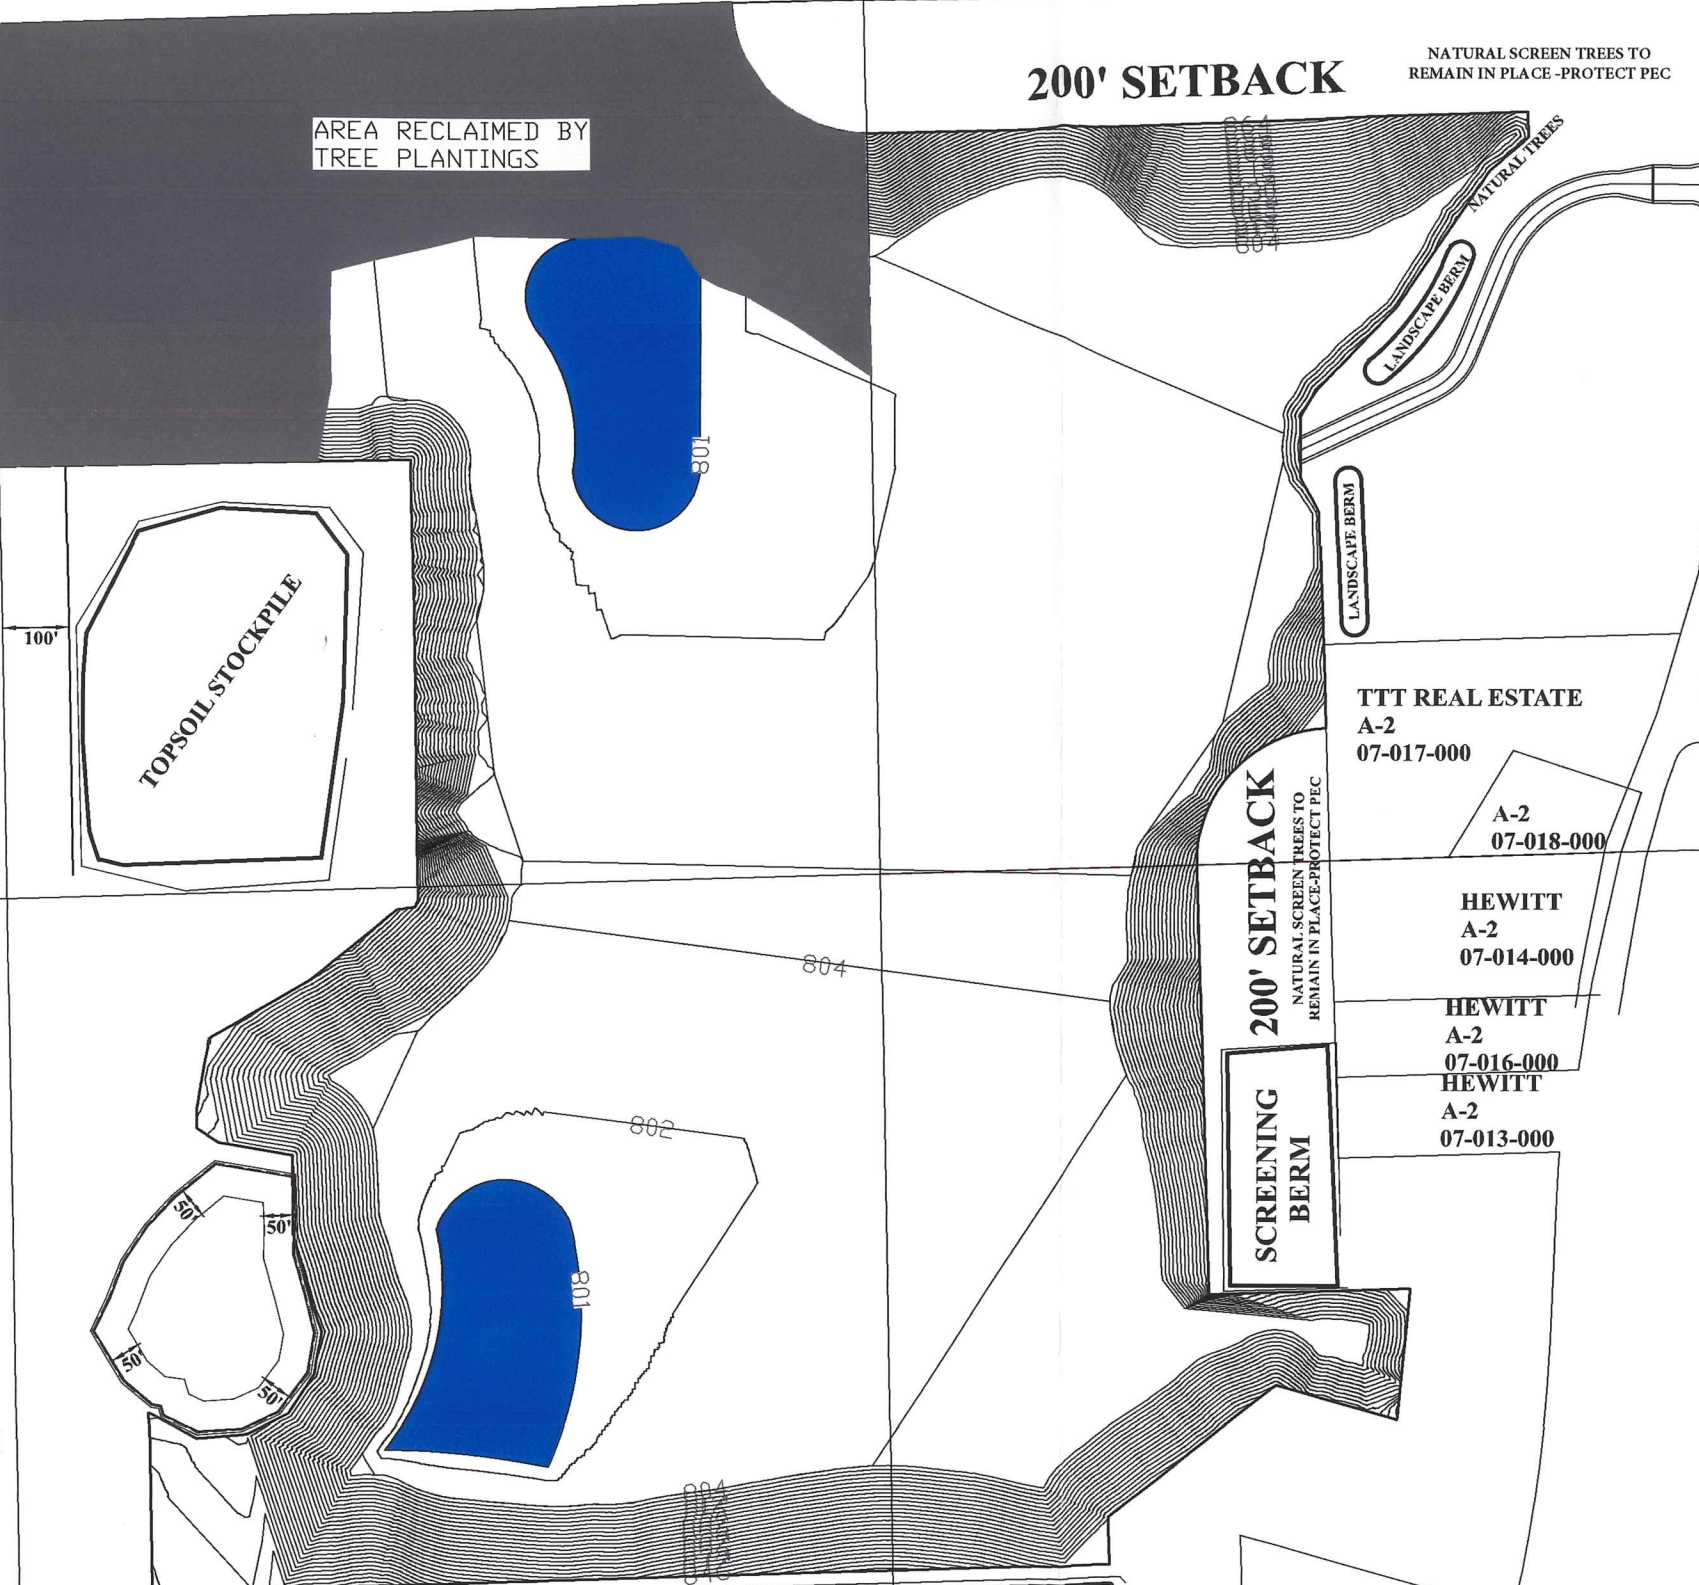 200' SETBACK
NATURAL SCREEN TREES TO
REMAIN IN PLACE -PROTECT PEC
AREA RECLAIMED BY
TREE PLANTINGS
NATURAL TREES
LANDSCAPE BERM
801
LANDSCAPE BERM
100'
TOPSOIL STOCKPILE
TTT REAL ESTATE
A-2
07-017-000
A-2
07-018-000
200' SETBACK
NATURAL SCREEN TREES TO
REMAIN IN PLACE-PROTECT PEC
HEWITT
A-2
07-014-000
804
HEWITT
A-2
07-016-000
HEWITT
A-2
07-013-000
802
SCREENING
BERM
50'
50'
801
50'
50'